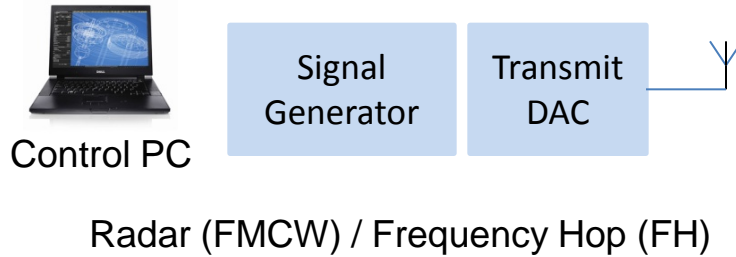 Signal
Generator
Transmit
DAC
Control PC
Radar (FMCW) / Frequency Hop (FH)